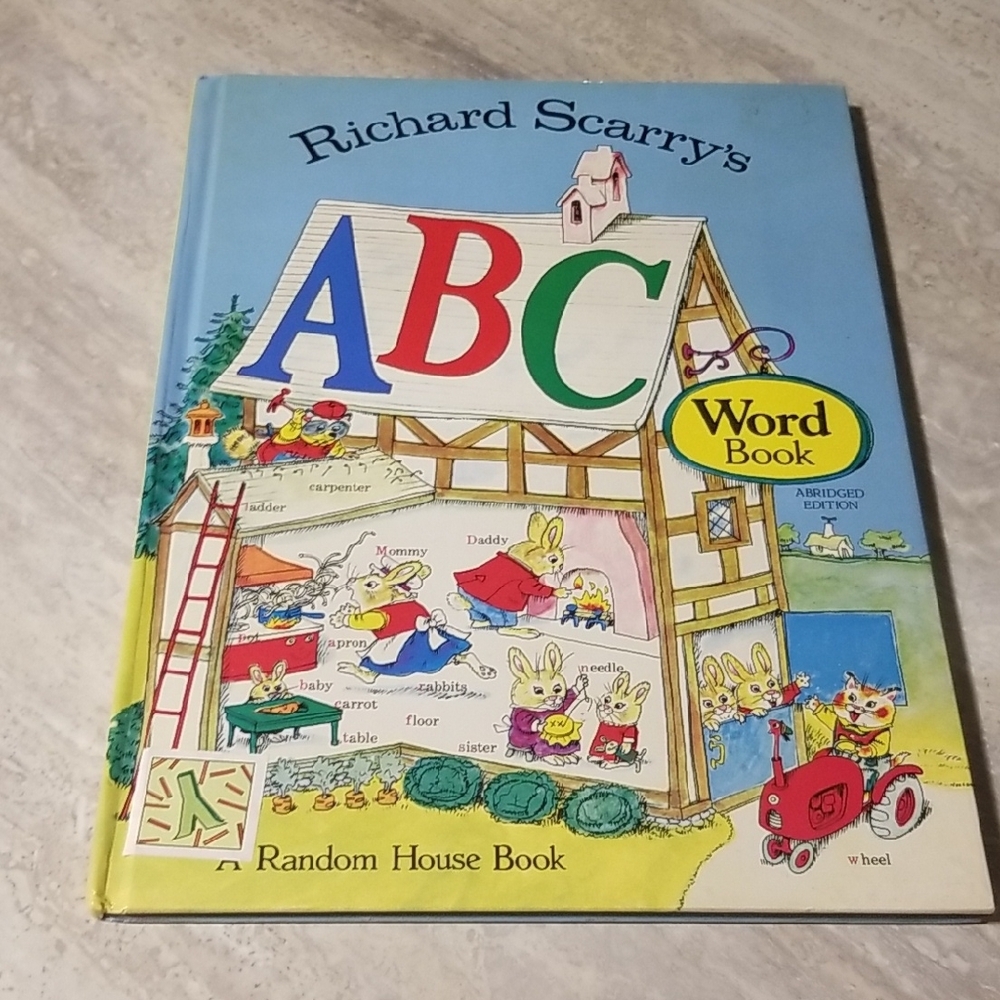 Richard Scarry's
ABC
Word
Book
ABRIDGED
EDITION
carpenter
ladder
Mommy
Daddy
pot
apron
needle
baby
rabbits
carrot
floor
table
sister
A Random House Book
wheel